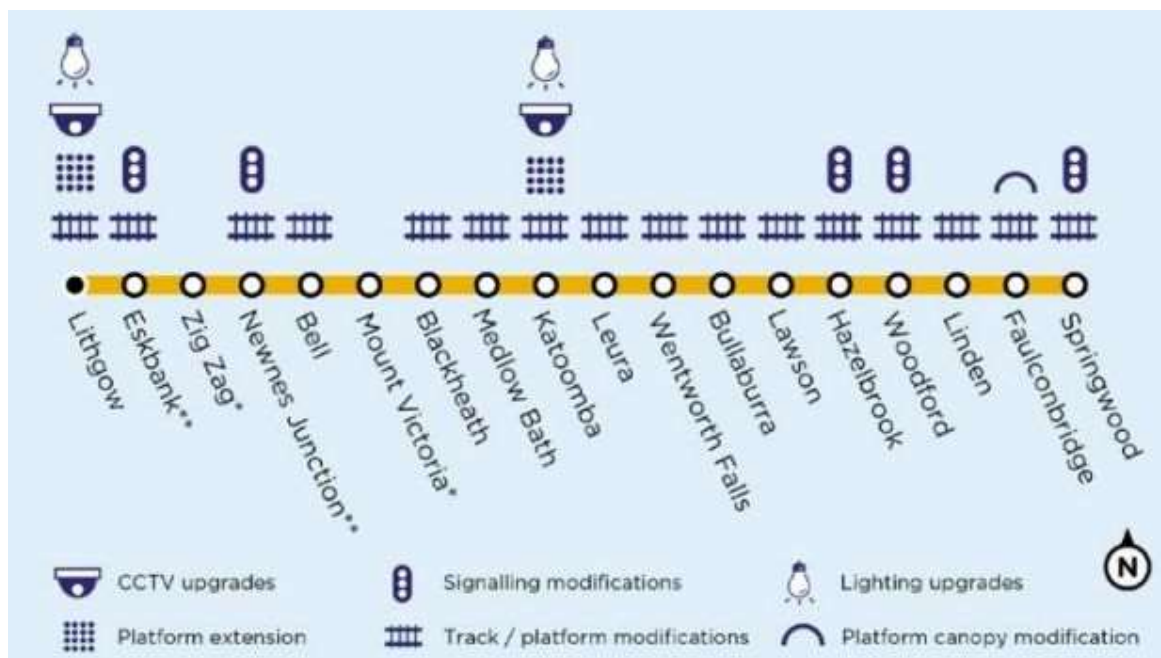 Lithgow
Eskbank**
Zig Zag*
Newnes Junction**
Bell
Mount Victoria*
Blackheath
Medlow Bath
Katoomba
Leura
Wentworth Falls
Bullaburra
Lawson
Hazelbrook
Woodford
Linden
Faulconbridge
Springwood
N
CCTV upgrades
Signalling modifications
Lighting upgrades
Platform extension
Track / platform modifications
Platform canopy modification